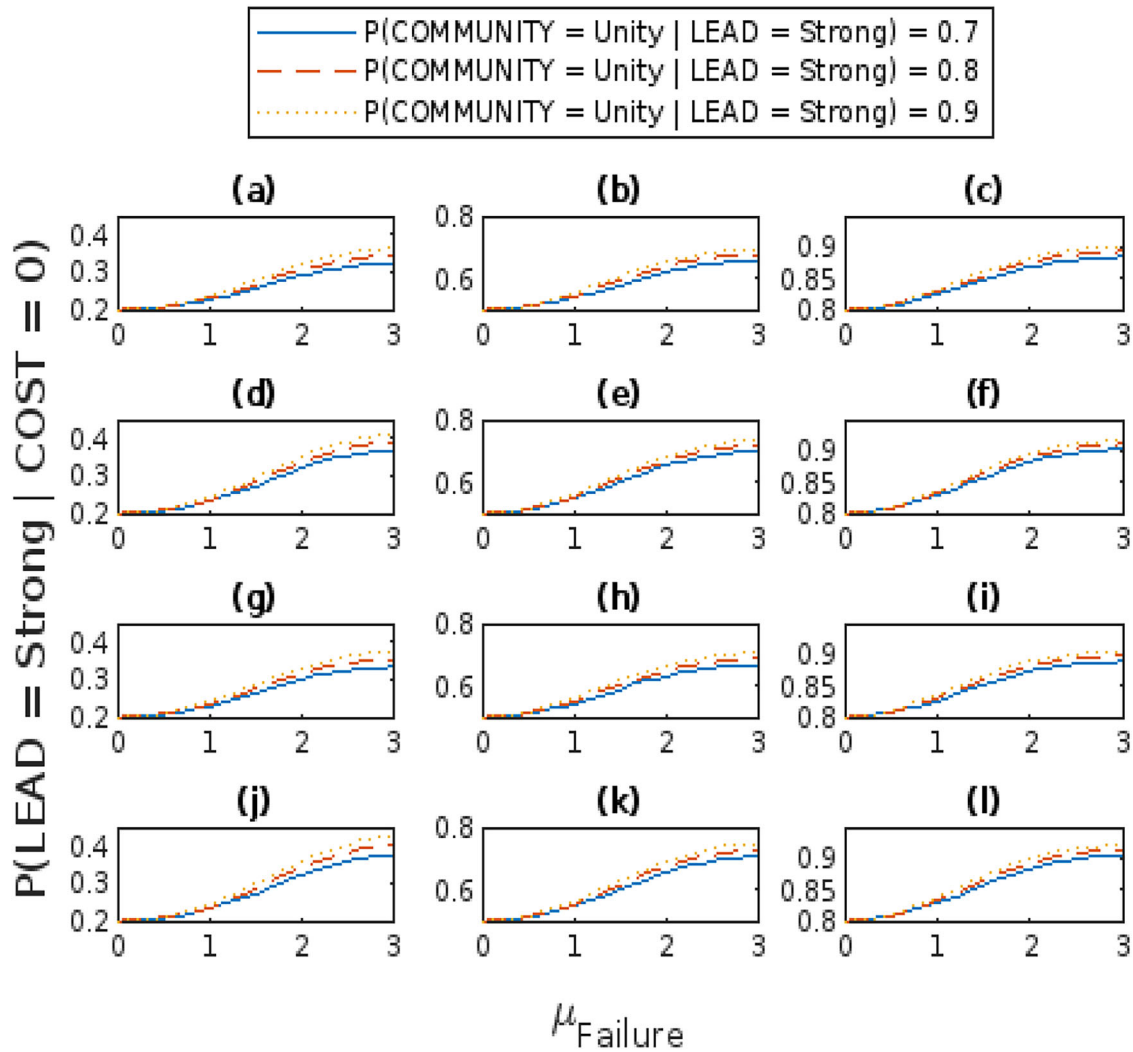 P(COMMUNITY = Unity | LEAD = Strong) = 0.7
P(COMMUNITY = Unity | LEAD = Strong) = 0.8
P(COMMUNITY = Unity | LEAD = Strong) = 0.9
P(LEAD = Strong | COST = 0)
(a)
0.4
0.3
0.2
0 1 2 3
(b)
0.8
0.6
0 1 2 3
(c)
0.9
0.85
0.8
0 1 2 3
(d)
0.4
0.3
0.2
0 1 2 3
(e)
0.8
0.6
0 1 2 3
(f)
0.9
0.85
0.8
0 1 2 3
(g)
0.4
0.3
0.2
0 1 2 3
(h)
0.8
0.6
0 1 2 3
(i)
0.9
0.85
0.8
0 1 2 3
(j)
0.4
0.3
0.2
0 1 2 3
(k)
0.8
0.6
0 1 2 3
(l)
0.9
0.85
0.8
0 1 2 3
μFailure